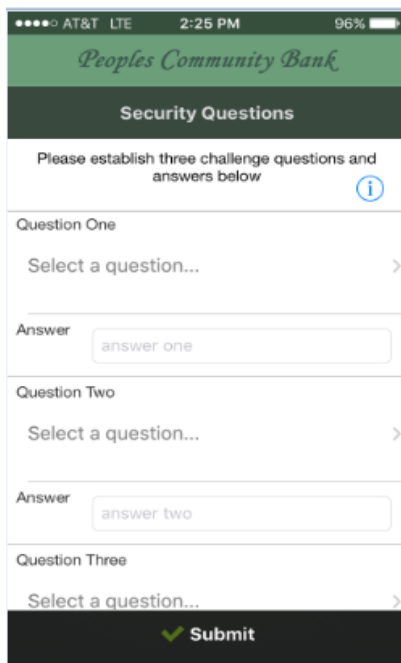 AT&T LTE 2:25 PM 96%
Peoples Community Bank
Security Questions
Please establish three challenge questions and
answers below
i
Question One
Select a question...
Answer
answer one
Question Two
Select a question...
Answer
answer two
Question Three
Select a question...
Submit